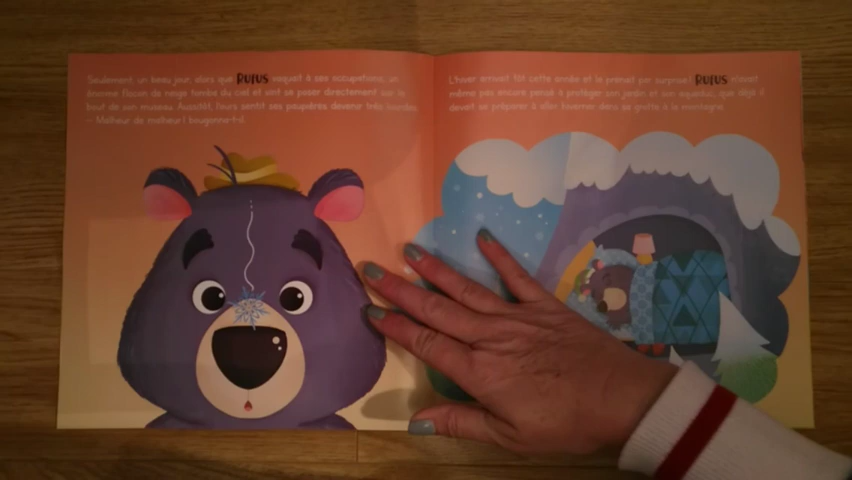 Seulement, un beau jour, alors que RUFUS vaquait à ses occupations, un
énorme flocon de neige tomba du ciel et vint se poser directement sur le
bout de son museau. Aussitôt, l'ours sentit ses paupières devenir très lourdes.
– Malheur de malheur! bougonna-t-il.
L'hiver arrivait tôt cette année et le prenait par surprise! RUFUS n'avait
même pas encore pensé à protéger son jardin et son aqueduc, que déjà il
devait se préparer à aller hiverner dans sa grotte à la montagne.